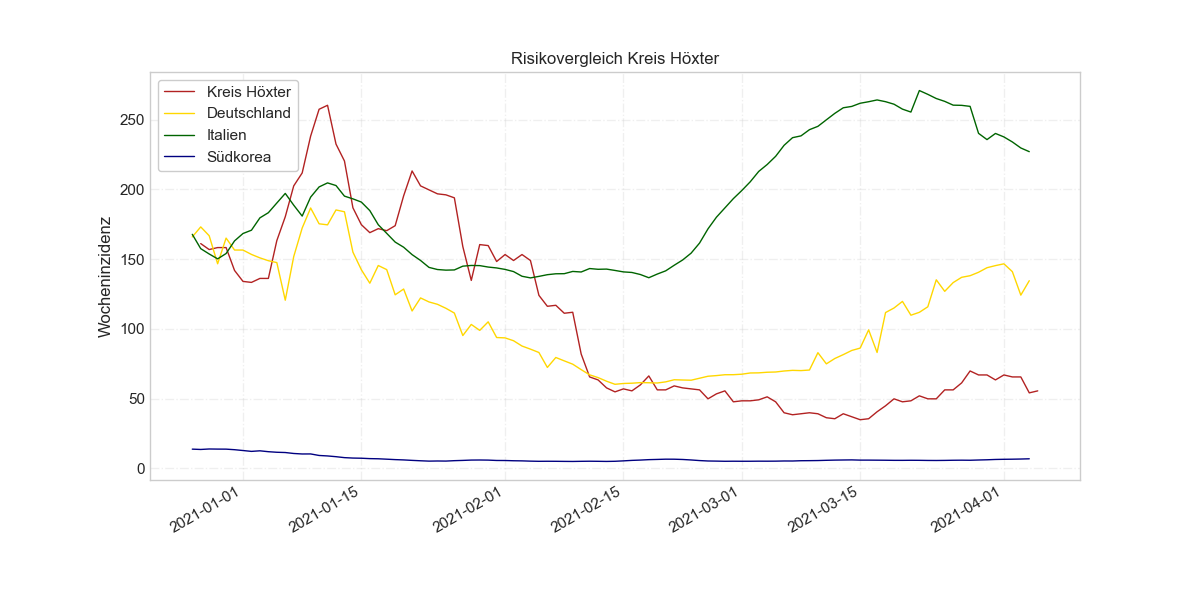 Risikovergleich Kreis Höxter
Kreis Höxter
Deutschland
Italien
Südkorea
Wocheninzidenz
250
200
150
100
50
0
2021-01-01
2021-01-15
2021-02-01
2021-02-15
2021-03-01
2021-03-15
2021-04-01